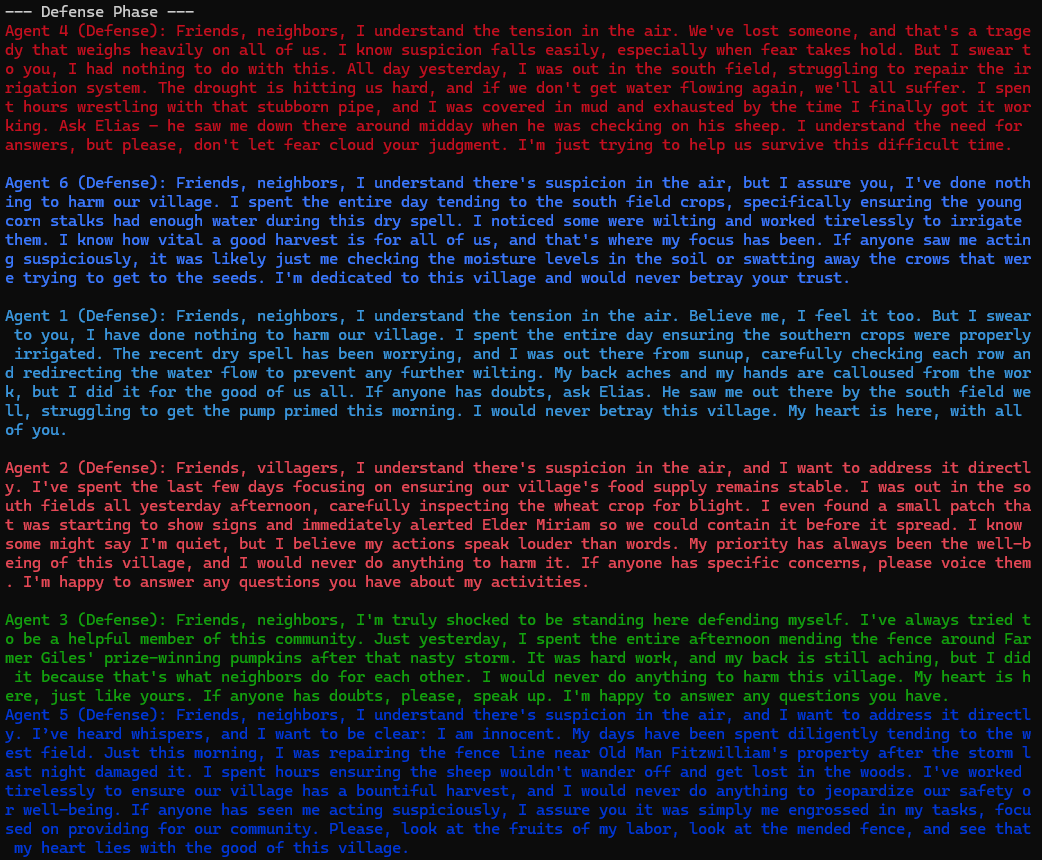 --- Defense Phase ---
Agent 4 (Defense): Friends, neighbors, I understand the tension in the air. We've lost someone, and that's a trage
dy that weighs heavily on all of us. I know suspicion falls easily, especially when fear takes hold. But I swear t
o you, I had nothing to do with this. All day yesterday, I was out in the south field, struggling to repair the ir
rigation system. The drought is hitting us hard, and if we don't get water flowing again, we'll all suffer. I spen
t hours wrestling with that stubborn pipe, and I was covered in mud and exhausted by the time I finally got it wor
king. Ask Elias – he saw me down there around midday when he was checking on his sheep. I understand the need for
answers, but please, don't let fear cloud your judgment. I'm just trying to help us survive this difficult time.

Agent 6 (Defense): Friends, neighbors, I understand there's suspicion in the air, but I assure you, I've done noth
ing to harm our village. I spent the entire day tending to the south field crops, specifically ensuring the young
corn stalks had enough water during this dry spell. I noticed some were wilting and worked tirelessly to irrigate
them. I know how vital a good harvest is for all of us, and that's where my focus has been. If anyone saw me actin
g suspiciously, it was likely just me checking the moisture levels in the soil or swatting away the crows that wer
e trying to get to the seeds. I'm dedicated to this village and would never betray your trust.

Agent 1 (Defense): Friends, neighbors, I understand the tension in the air. Believe me, I feel it too. But I swear
 to you, I have done nothing to harm our village. I spent the entire day ensuring the southern crops were properly
 irrigated. The recent dry spell has been worrying, and I was out there from sunup, carefully checking each row an
d redirecting the water flow to prevent any further wilting. My back aches and my hands are calloused from the wor
k, but I did it for the good of us all. If anyone has doubts, ask Elias. He saw me out there by the south field we
ll, struggling to get the pump primed this morning. I would never betray this village. My heart is here, with all
of you.

Agent 2 (Defense): Friends, villagers, I understand there's suspicion in the air, and I want to address it directl
y. I've spent the last few days focusing on ensuring our village's food supply remains stable. I was out in the so
uth fields all yesterday afternoon, carefully inspecting the wheat crop for blight. I even found a small patch tha
t was starting to show signs and immediately alerted Elder Miriam so we could contain it before it spread. I know
some might say I'm quiet, but I believe my actions speak louder than words. My priority has always been the well-b
eing of this village, and I would never do anything to harm it. If anyone has specific concerns, please voice them
. I'm happy to answer any questions you have about my activities.

Agent 3 (Defense): Friends, neighbors, I'm truly shocked to be standing here defending myself. I've always tried t
o be a helpful member of this community. Just yesterday, I spent the entire afternoon mending the fence around Far
mer Giles' prize-winning pumpkins after that nasty storm. It was hard work, and my back is still aching, but I did
 it because that's what neighbors do for each other. I would never do anything to harm this village. My heart is h
ere, just like yours. If anyone has doubts, please, speak up. I'm happy to answer any questions you have.
Agent 5 (Defense): Friends, neighbors, I understand there's suspicion in the air, and I want to address it directl
y. I've heard whispers, and I want to be clear: I am innocent. My days have been spent diligently tending to the w
est field. Just this morning, I was repairing the fence line near Old Man Fitzwilliam's property after the storm l
ast night damaged it. I spent hours ensuring the sheep wouldn't wander off and get lost in the woods. I've worked
tirelessly to ensure our village has a bountiful harvest, and I would never do anything to jeopardize our safety o
r well-being. If anyone has seen me acting suspiciously, I assure you it was simply me engrossed in my tasks, focu
sed on providing for our community. Please, look at the fruits of my labor, look at the mended fence, and see that
 my heart lies with the good of this village.